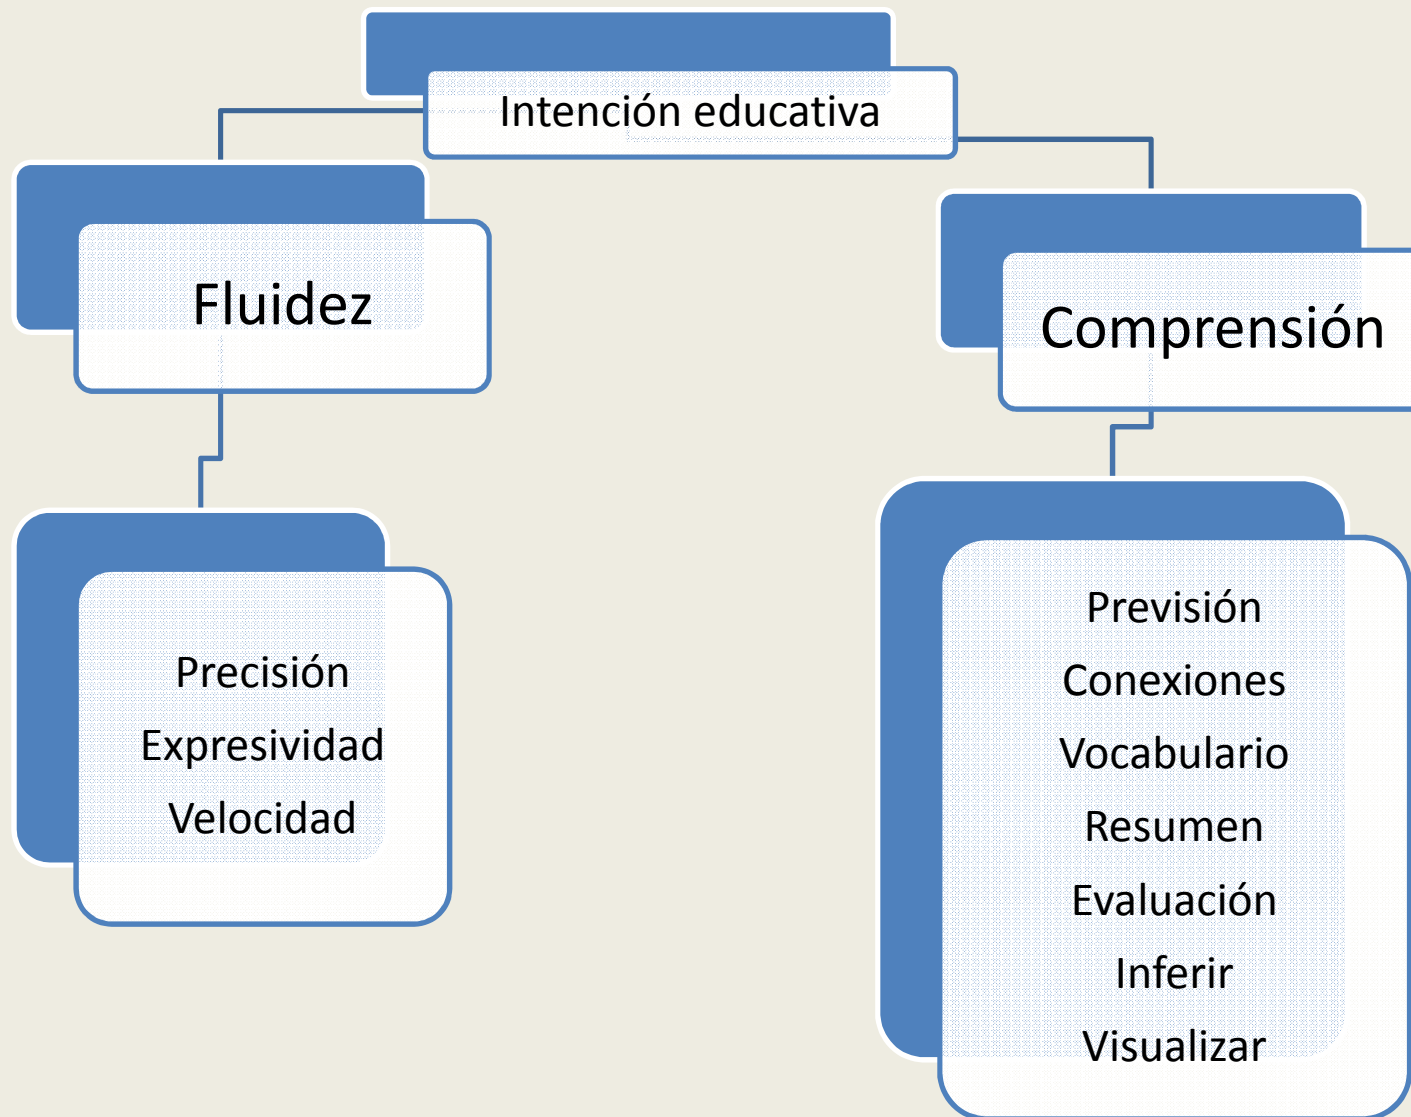 Intención educativa
Fluidez
Comprensión
Precisión
Expresividad
Velocidad
Previsión
Conexiones
Vocabulario
Resumen
Evaluación
Inferir
Visualizar